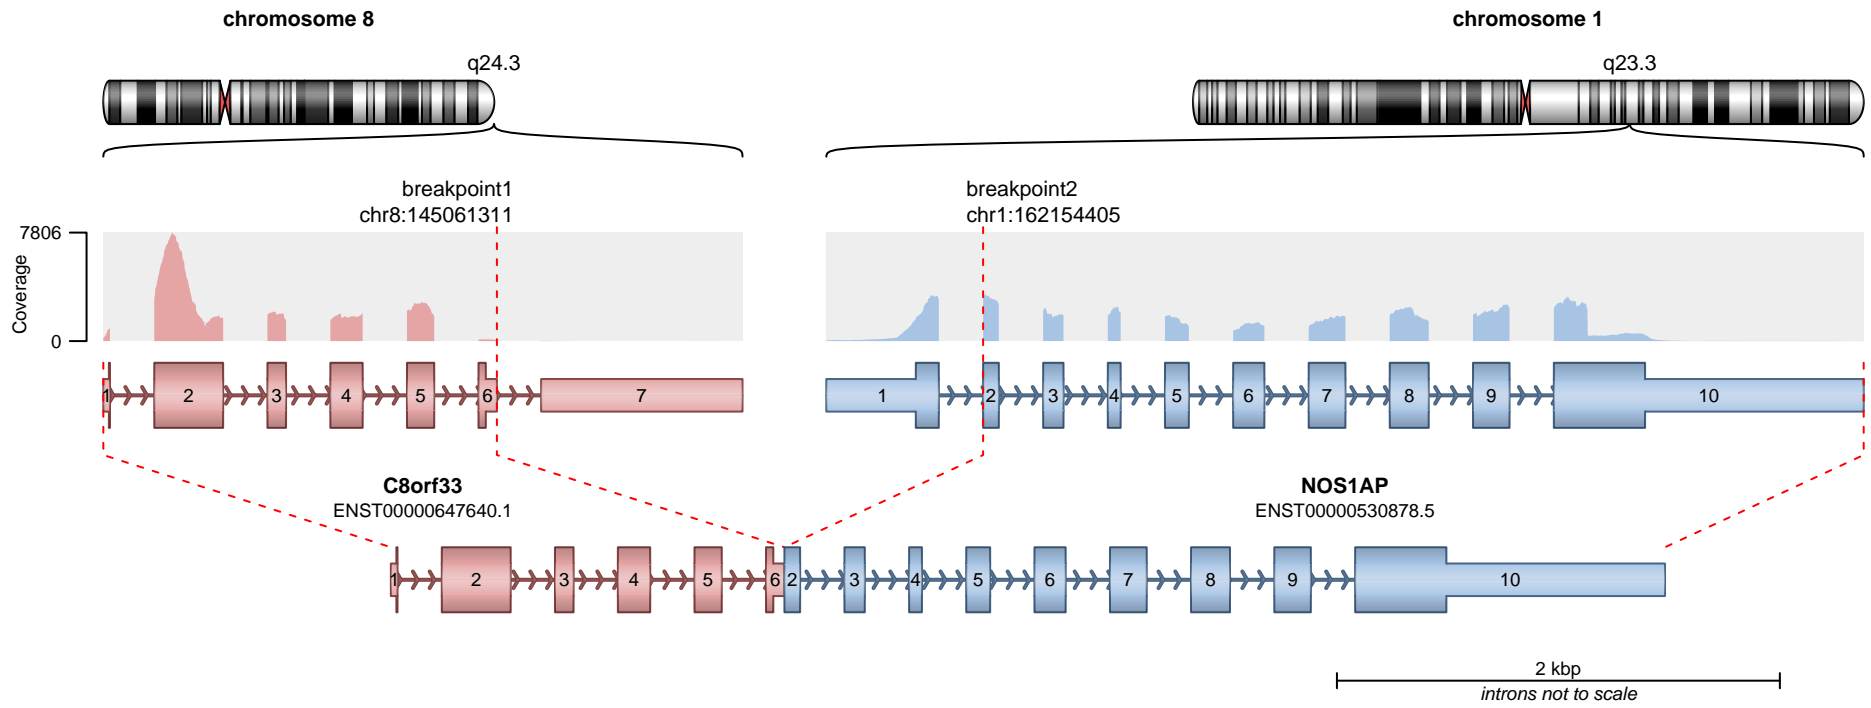 chromosome 8
chromosome 1
q24.3
q23.3
breakpoint1
chr8:145061311
breakpoint2
chr1:162154405
7806
0
Coverage
1 2 3 4 5 6 7
1 2 3 4 5 6 7 8 9 10
C8orf33
ENST00000647640.1
NOS1AP
ENST00000530878.5
1 2 3 4 5 6 2 3 4 5 6 7 8 9 10
2 kbp
introns not to scale